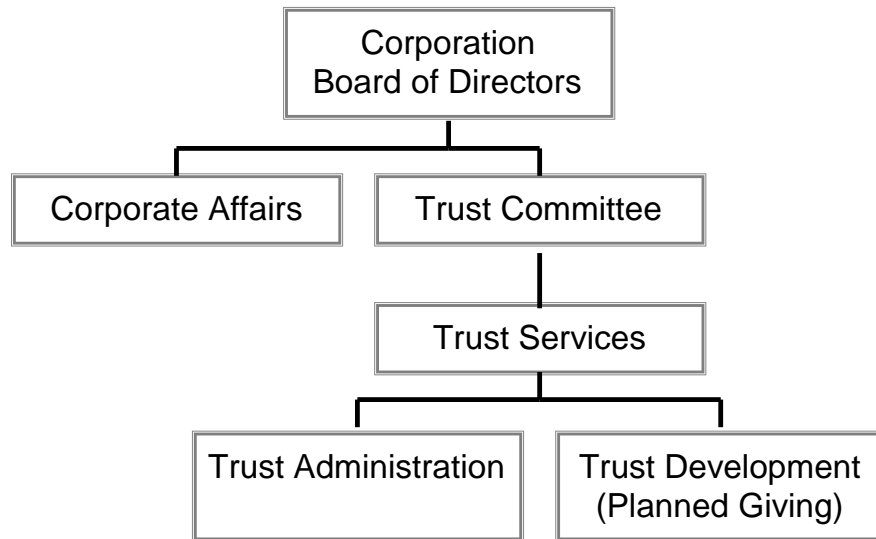 Corporation
Board of Directors
Corporate Affairs
Trust Committee
Trust Services
Trust Administration
Trust Development
(Planned Giving)